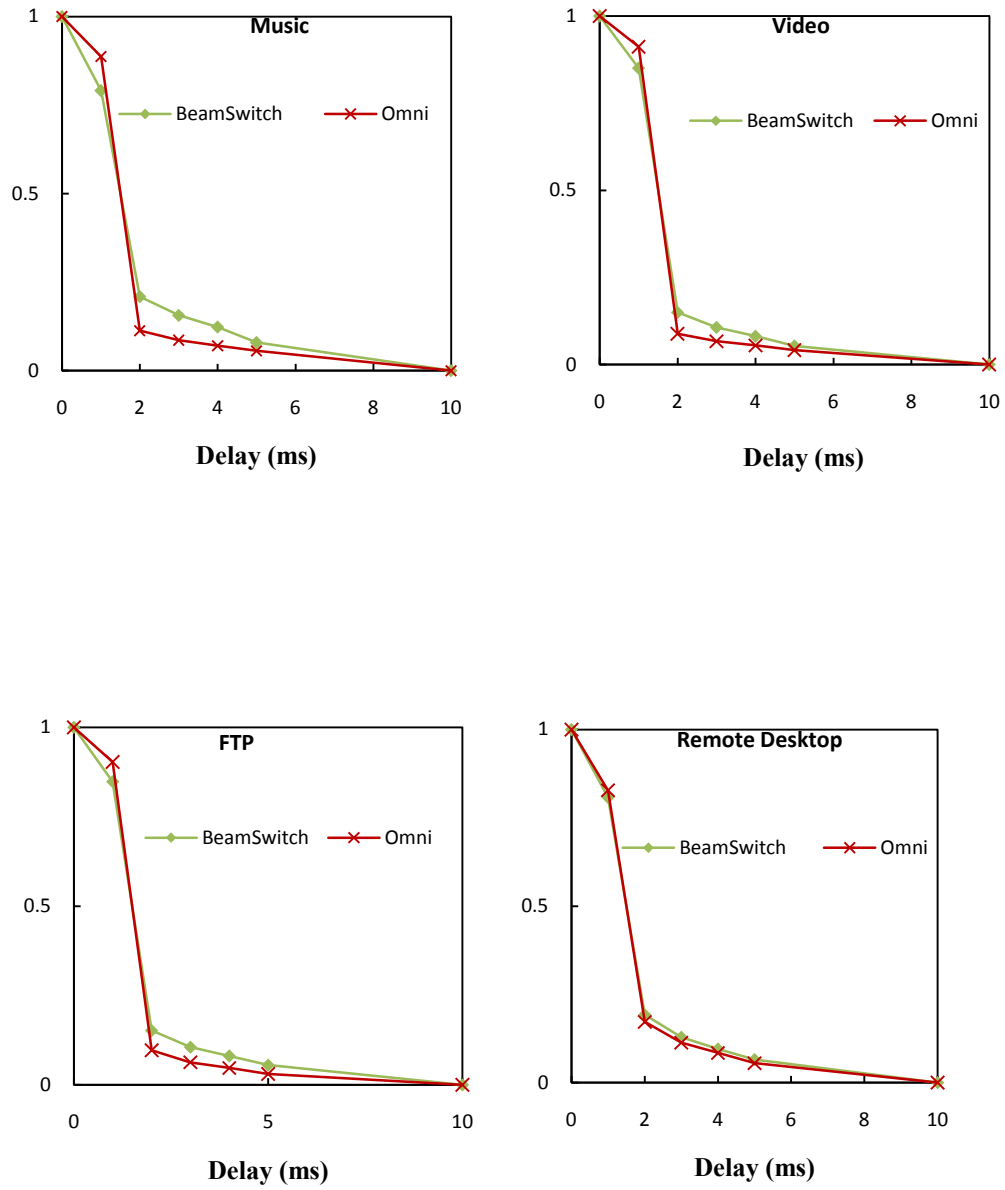 Music
1
BeamSwitch Omni
0.5
0
0 2 4 6 8 10
Delay (ms)
Video
1
BeamSwitch Omni
0.5
0
0 2 4 6 8 10
Delay (ms)
FTP
1
BeamSwitch Omni
0.5
0
0 5 10
Delay (ms)
Remote Desktop
1
BeamSwitch Omni
0.5
0
0 2 4 6 8 10
Delay (ms)